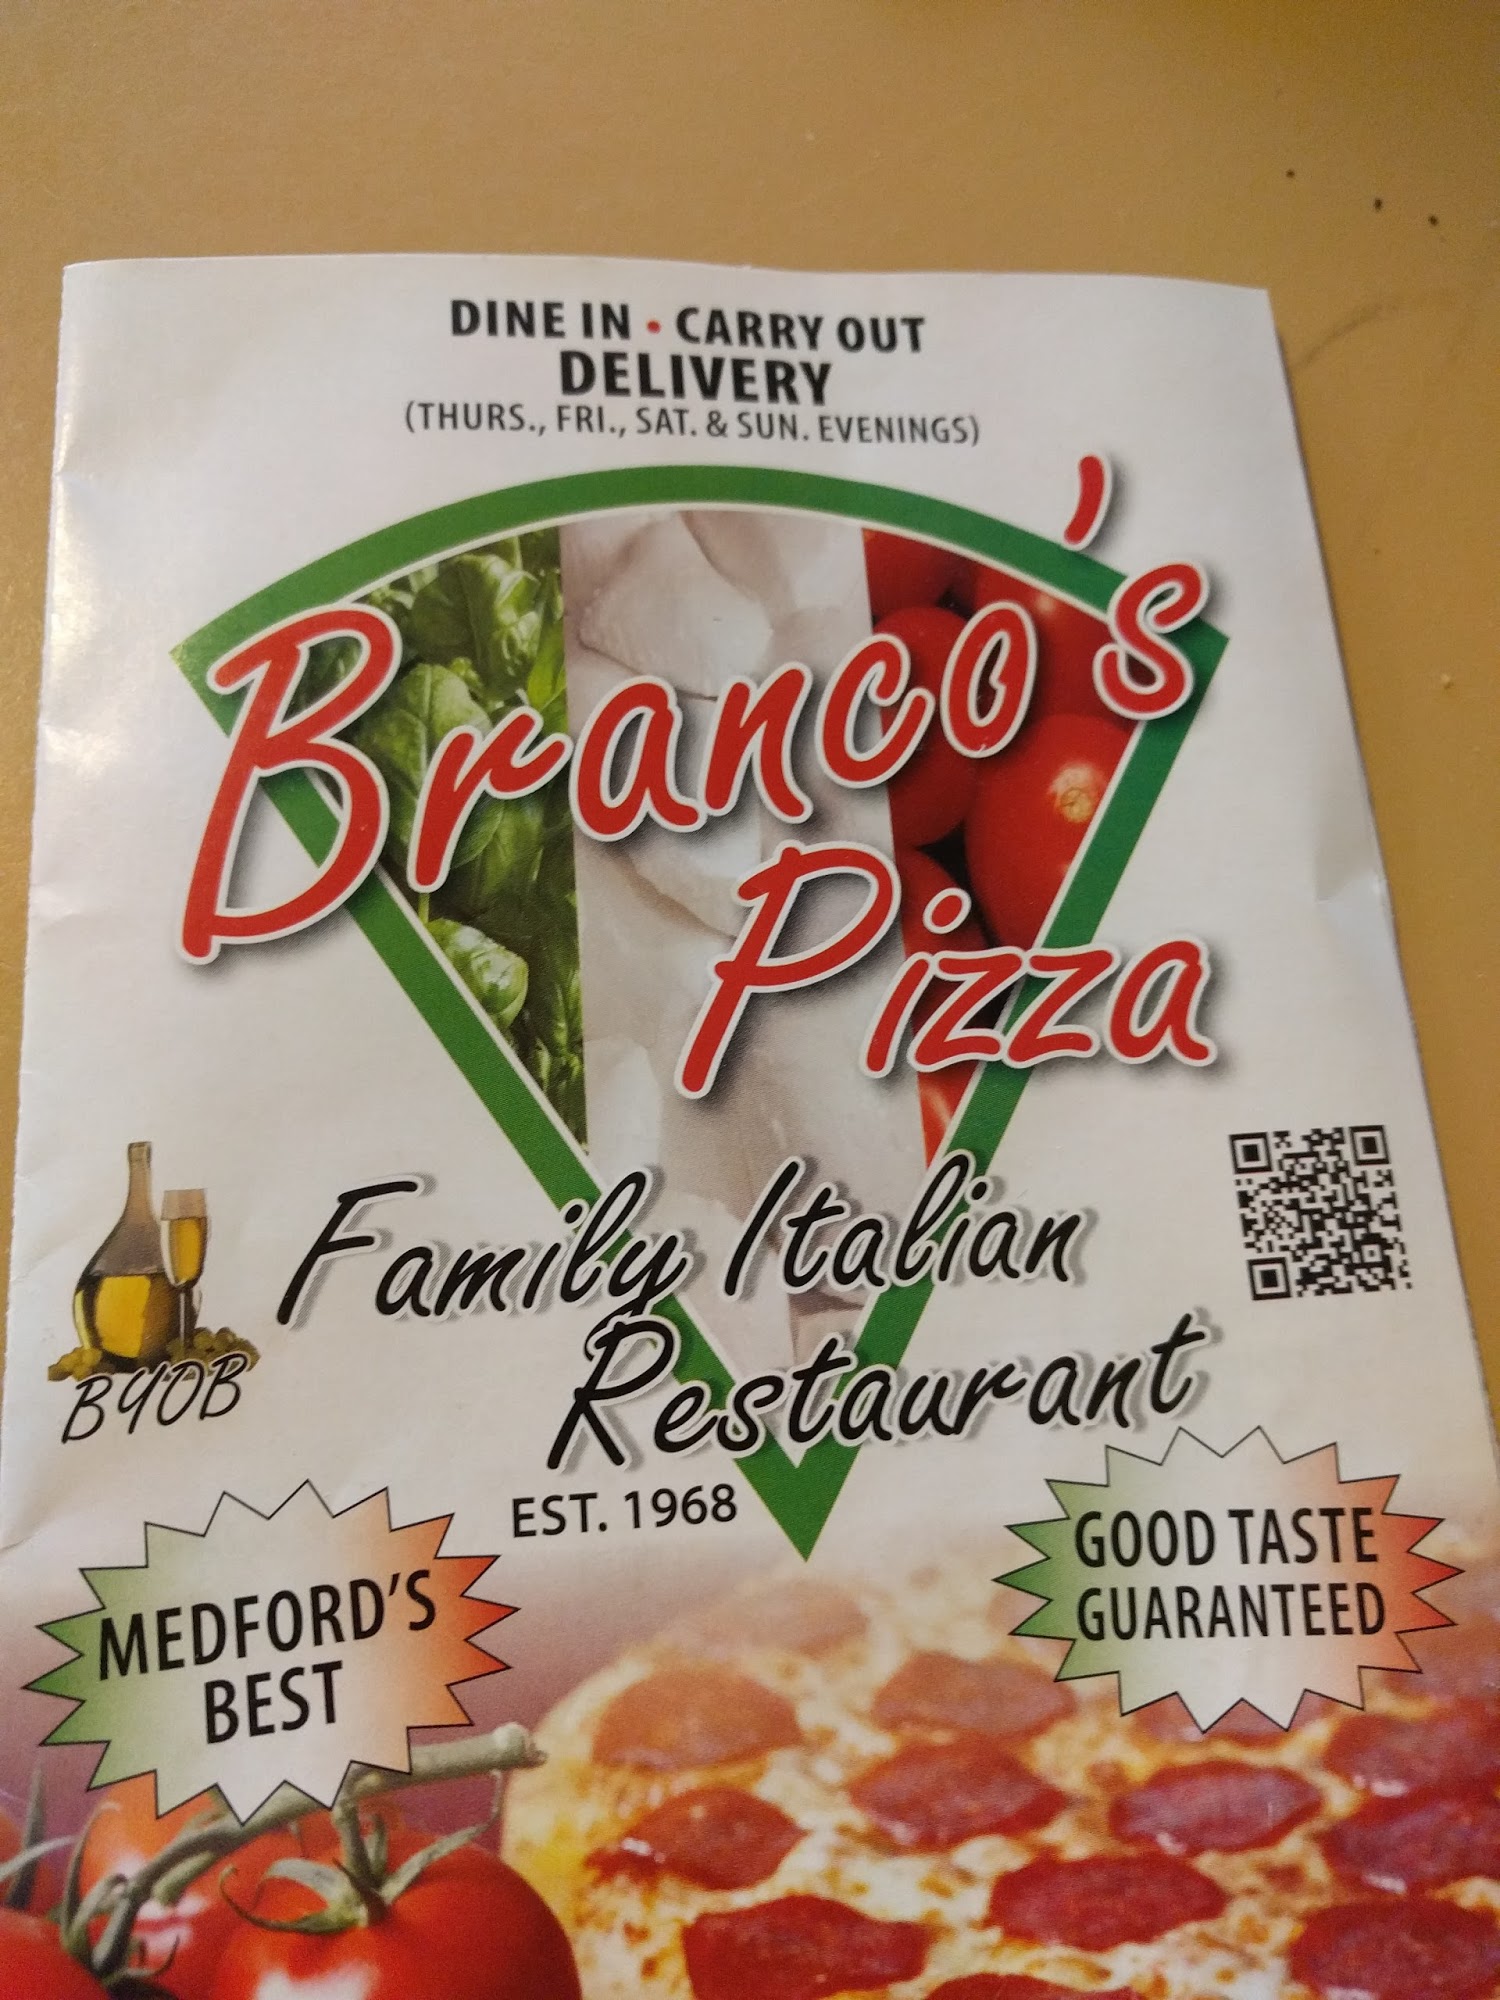 DINE IN • CARRY OUT
DELIVERY
(THURS., FRI., SAT. & SUN. EVENINGS)
Branco's
Pizza
Family Italian
Restaurant
BYOB
EST. 1968
MEDFORD'S
BEST
GOOD TASTE
GUARANTEED